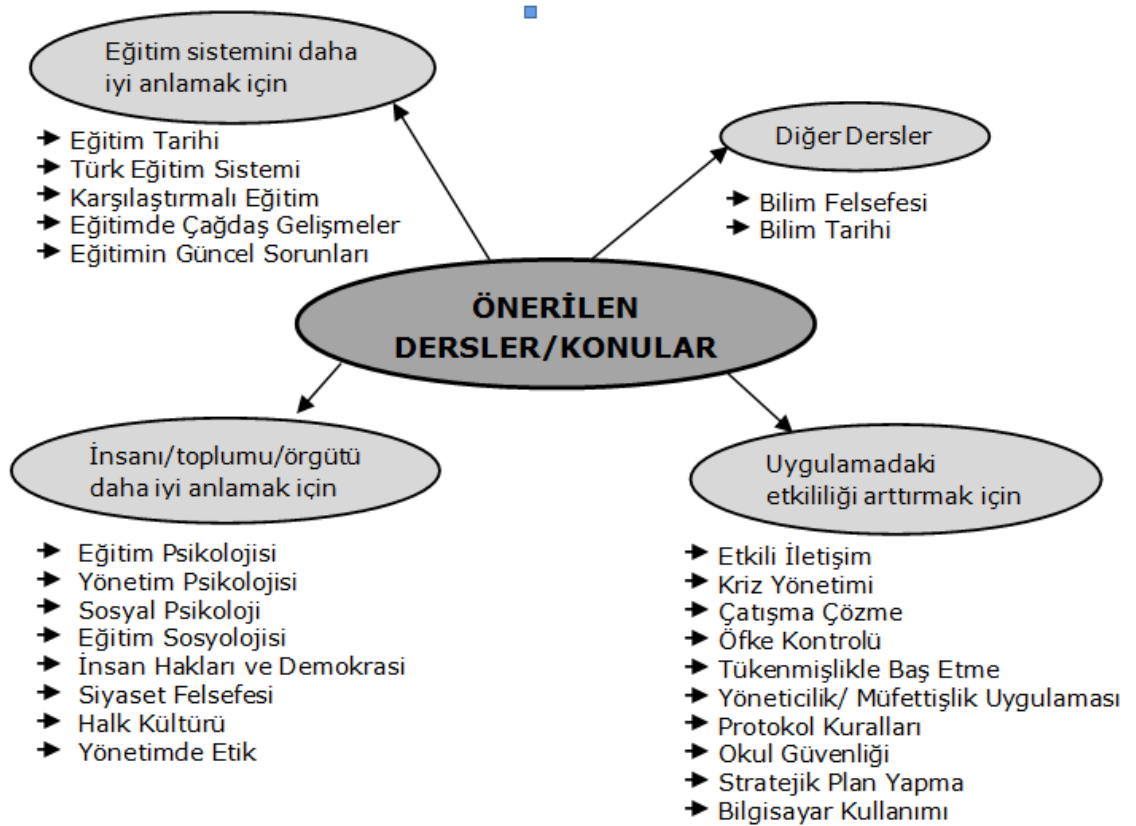 Eğitim sistemini daha
iyi anlamak için
Eğitim Tarihi
Türk Eğitim Sistemi
Karşılaştırmalı Eğitim
Eğitimde Çağdaş Gelişmeler
Eğitimin Güncel Sorunları
Diğer Dersler
Bilim Felsefesi
Bilim Tarihi
ÖNERİLEN
DERSLER/KONULAR
İnsanı/toplumu/örgütü
daha iyi anlamak için
Eğitim Psikolojisi
Yönetim Psikolojisi
Sosyal Psikoloji
Eğitim Sosyolojisi
İnsan Hakları ve Demokrasi
Siyaset Felsefesi
Halk Kültürü
Yönetimde Etik
Uygulamadaki
etkililiği arttırmak için
Etkili İletişim
Kriz Yönetimi
Çatışma Çözme
Öfke Kontrolü
Tükenmişlikle Baş Etme
Yöneticilik/ Müfettişlik Uygulaması
Protokol Kuralları
Okul Güvenliği
Stratejik Plan Yapma
Bilgisayar Kullanımı